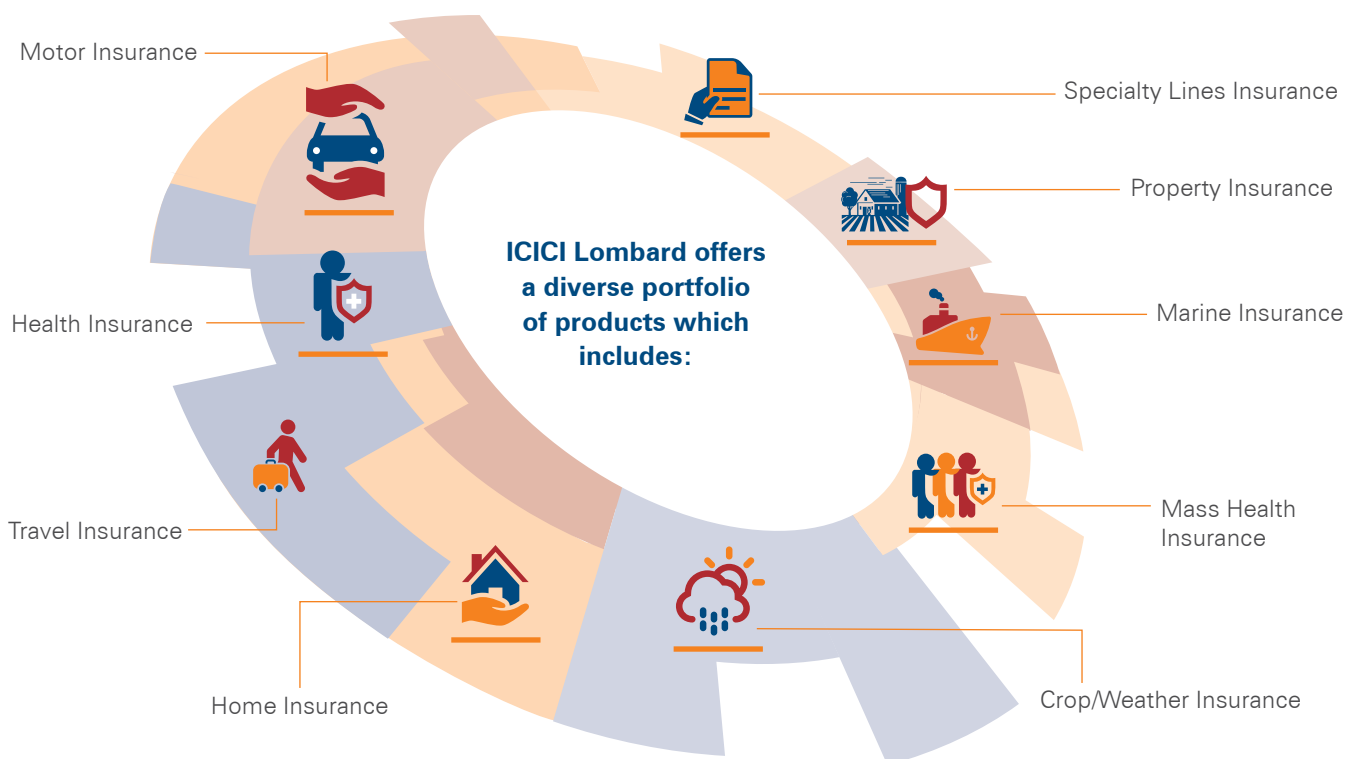 Motor Insurance
Specialty Lines Insurance
Property Insurance
ICICI Lombard offers
a diverse portfolio
of products which
includes:
Health Insurance
Marine Insurance
Travel Insurance
Mass Health
Insurance
Home Insurance
Crop/Weather Insurance